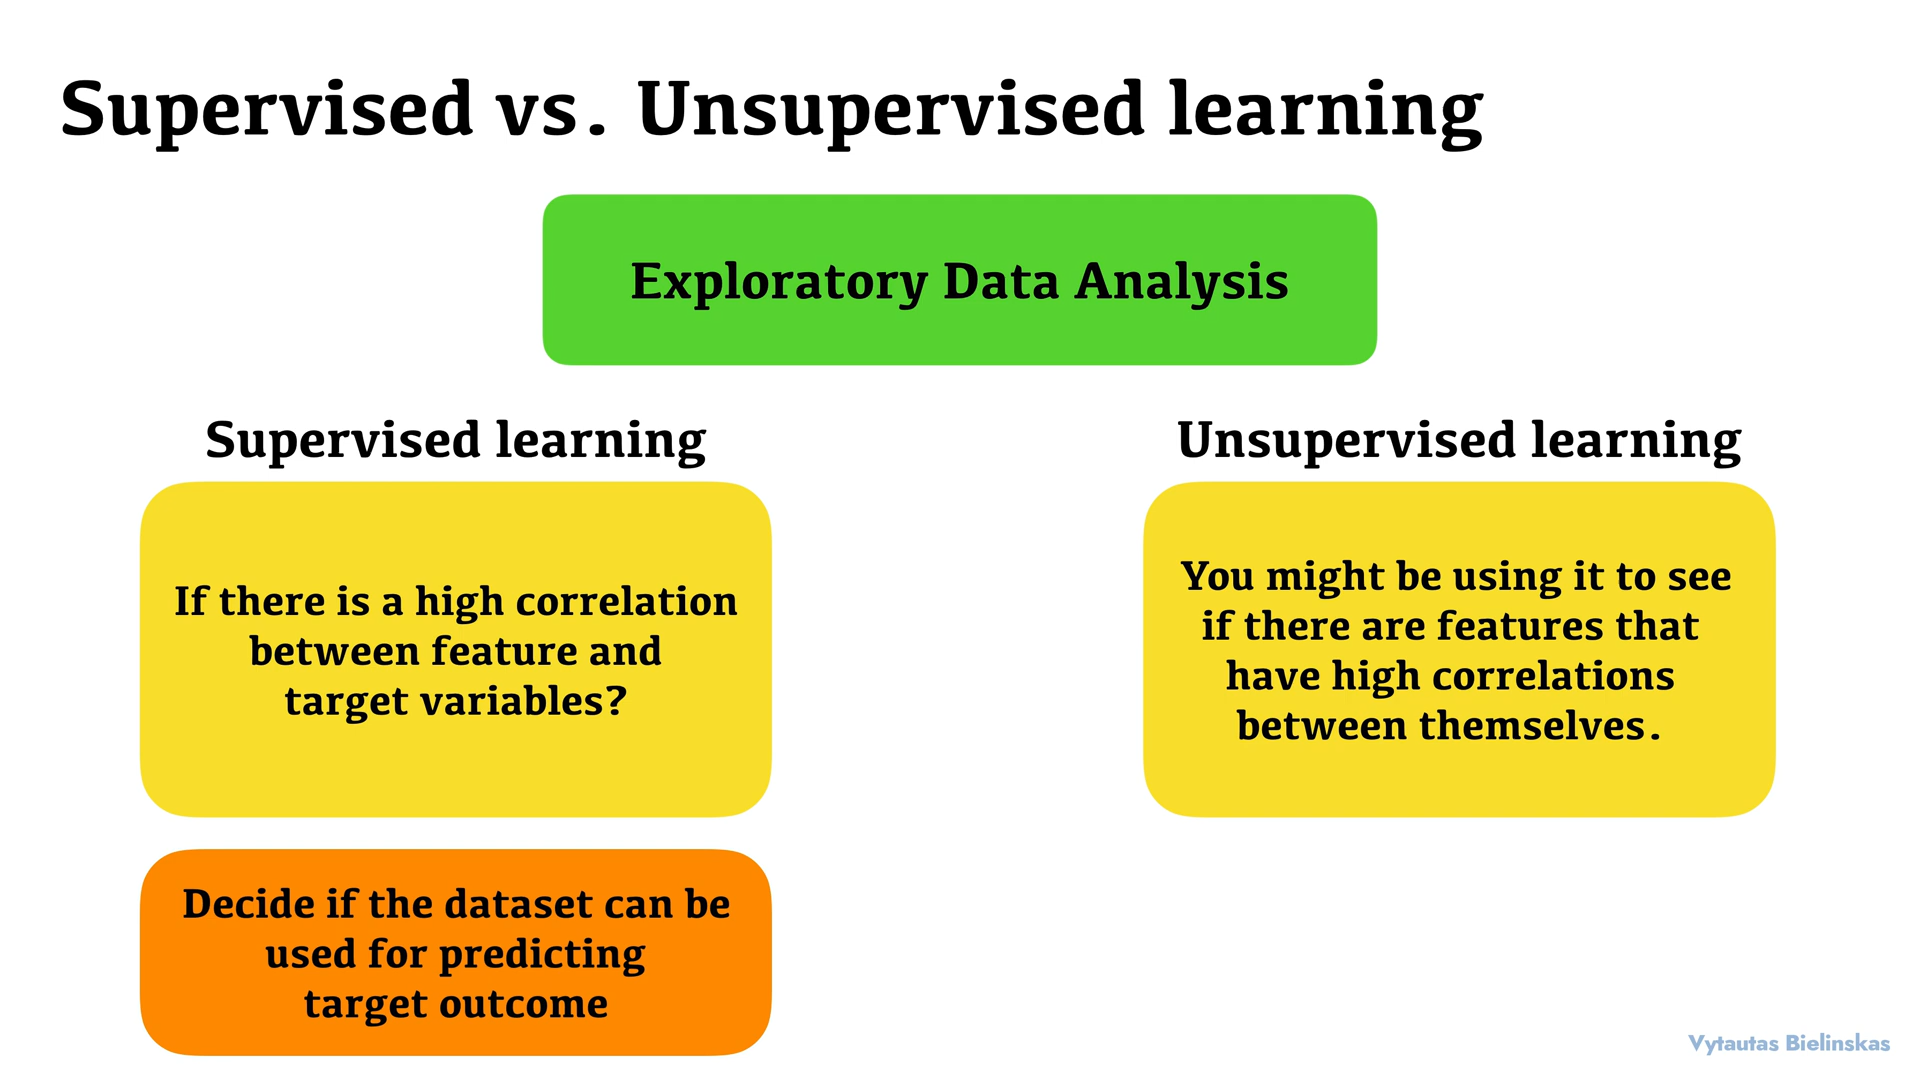 Supervised vs. Unsupervised learning
Exploratory Data Analysis
Supervised learning
If there is a high correlation
between feature and
target variables?
Decide if the dataset can be
used for predicting
target outcome
Unsupervised learning
You might be using it to see
if there are features that
have high correlations
between themselves.
Vytautas Bielinskas